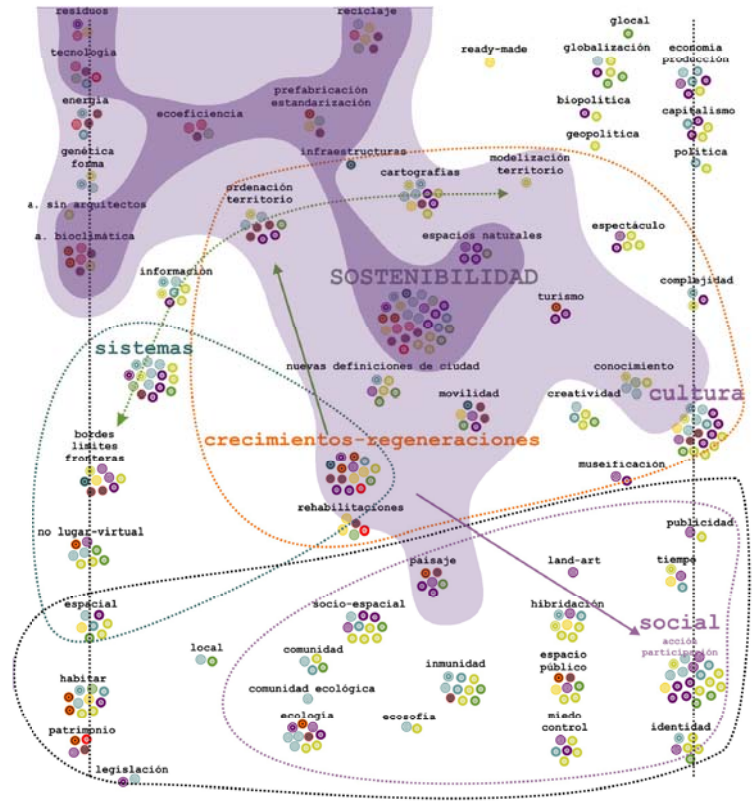 residuos
reciclaje
glocal
tecnología
ready-made
globalización
economía
producción
energía
prefabricación
estandarización
ecoeficiencia
biopolítica
capitalismo
geopolítica
genética
forma
infraestructuras
modelización
territorio
política
cartografías
ordenación
territorio
a. sin arquitectos
a. bioclimática
espacios naturales
espectáculo
información
SOSTENIBILIDAD
complejidad
turismo
sistemas
nuevas definiciones de ciudad
conocimiento
movilidad
creatividad
cultura
bordes
límites
fronteras
crecimientos-regeneraciones
museificación
rehabilitaciones
publicidad
no lugar-virtual
paisaje
land-art
tiempo
espacial
socio-espacial
hibridación
social
acción
participación
local
comunidad
inmunidad
espacio
público
habitar
comunidad ecológica
patrimonio
ecología
ecosofía
miedo
control
identidad
legislación